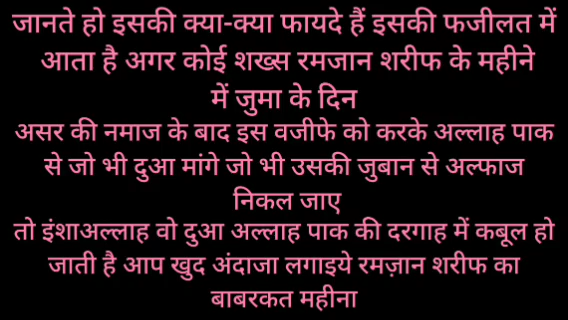 जानते हो इसकी क्या-क्या फायदे हैं इसकी फजीलत में
आता है अगर कोई शख्स रमजान शरीफ के महीने
में जुमा के दिन
असर की नमाज के बाद इस वजीफे को करके अल्लाह पाक
से जो भी दुआ मांगे जो भी उसकी जुबान से अल्फाज
निकल जाए
तो इंशाअल्लाह वो दुआ अल्लाह पाक की दरगाह में कबूल हो
जाती है आप खुद अंदाजा लगाइये रमज़ान शरीफ का
बाबरकत महीना